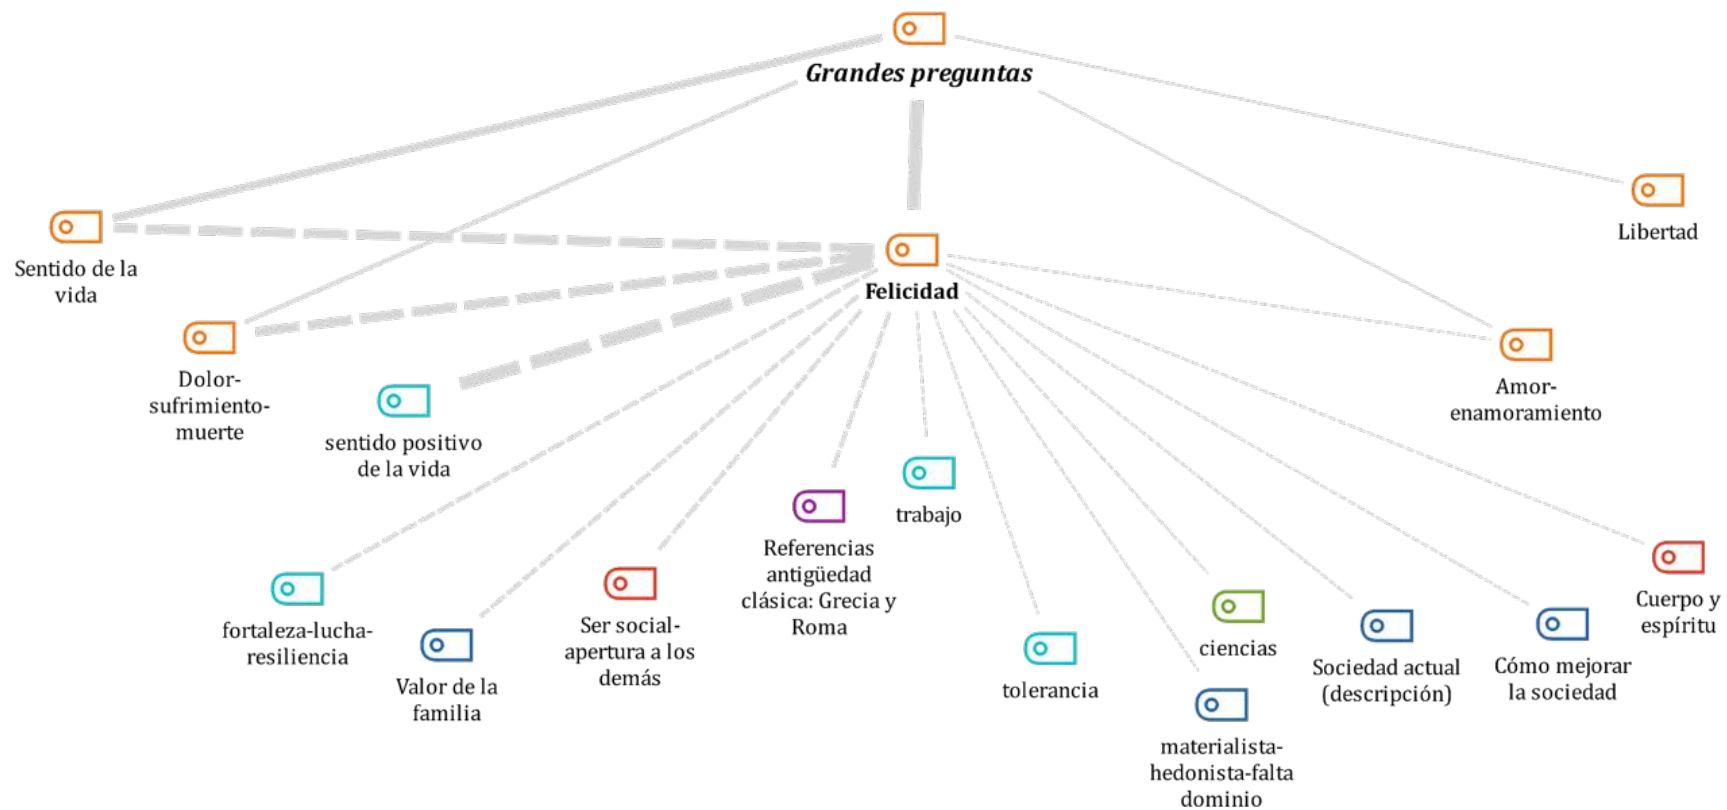 Grandes preguntas
Libertad
Sentido de la
vida
Felicidad
Dolor-
sufrimiento-
muerte
Amor-
enamoramiento
sentido positivo
de la vida
trabajo
Referencias
antigüedad
clásica: Grecia y
Roma
fortaleza-lucha-
resiliencia
Valor de la
familia
Ser social-
apertura a los
demás
tolerancia
ciencias
materialista-
hedonista-falta
dominio
Sociedad actual
(descripción)
Cómo mejorar
la sociedad
Cuerpo y
espíritu